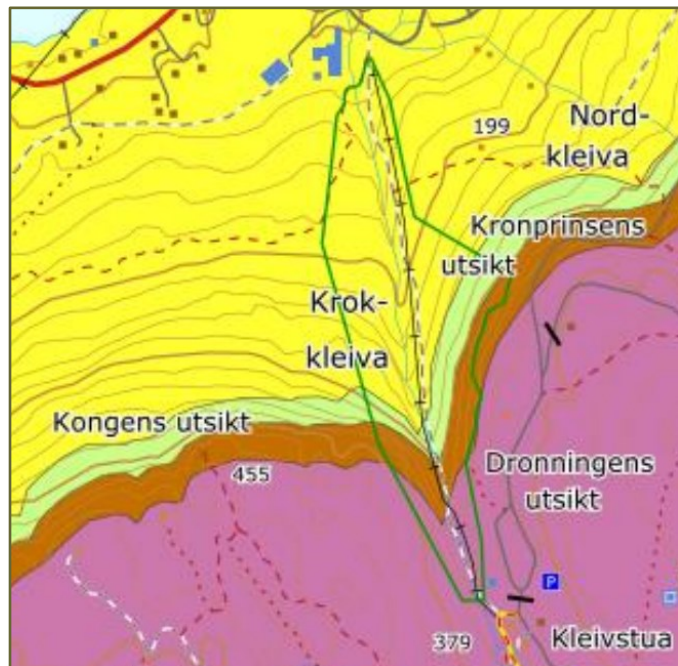 199
Nord-
kleiva
Kronprinsens
utsikt
Krok-
kleiva
Kongens utsikt
455
Dronningens
utsikt
P
379
Kleivstua